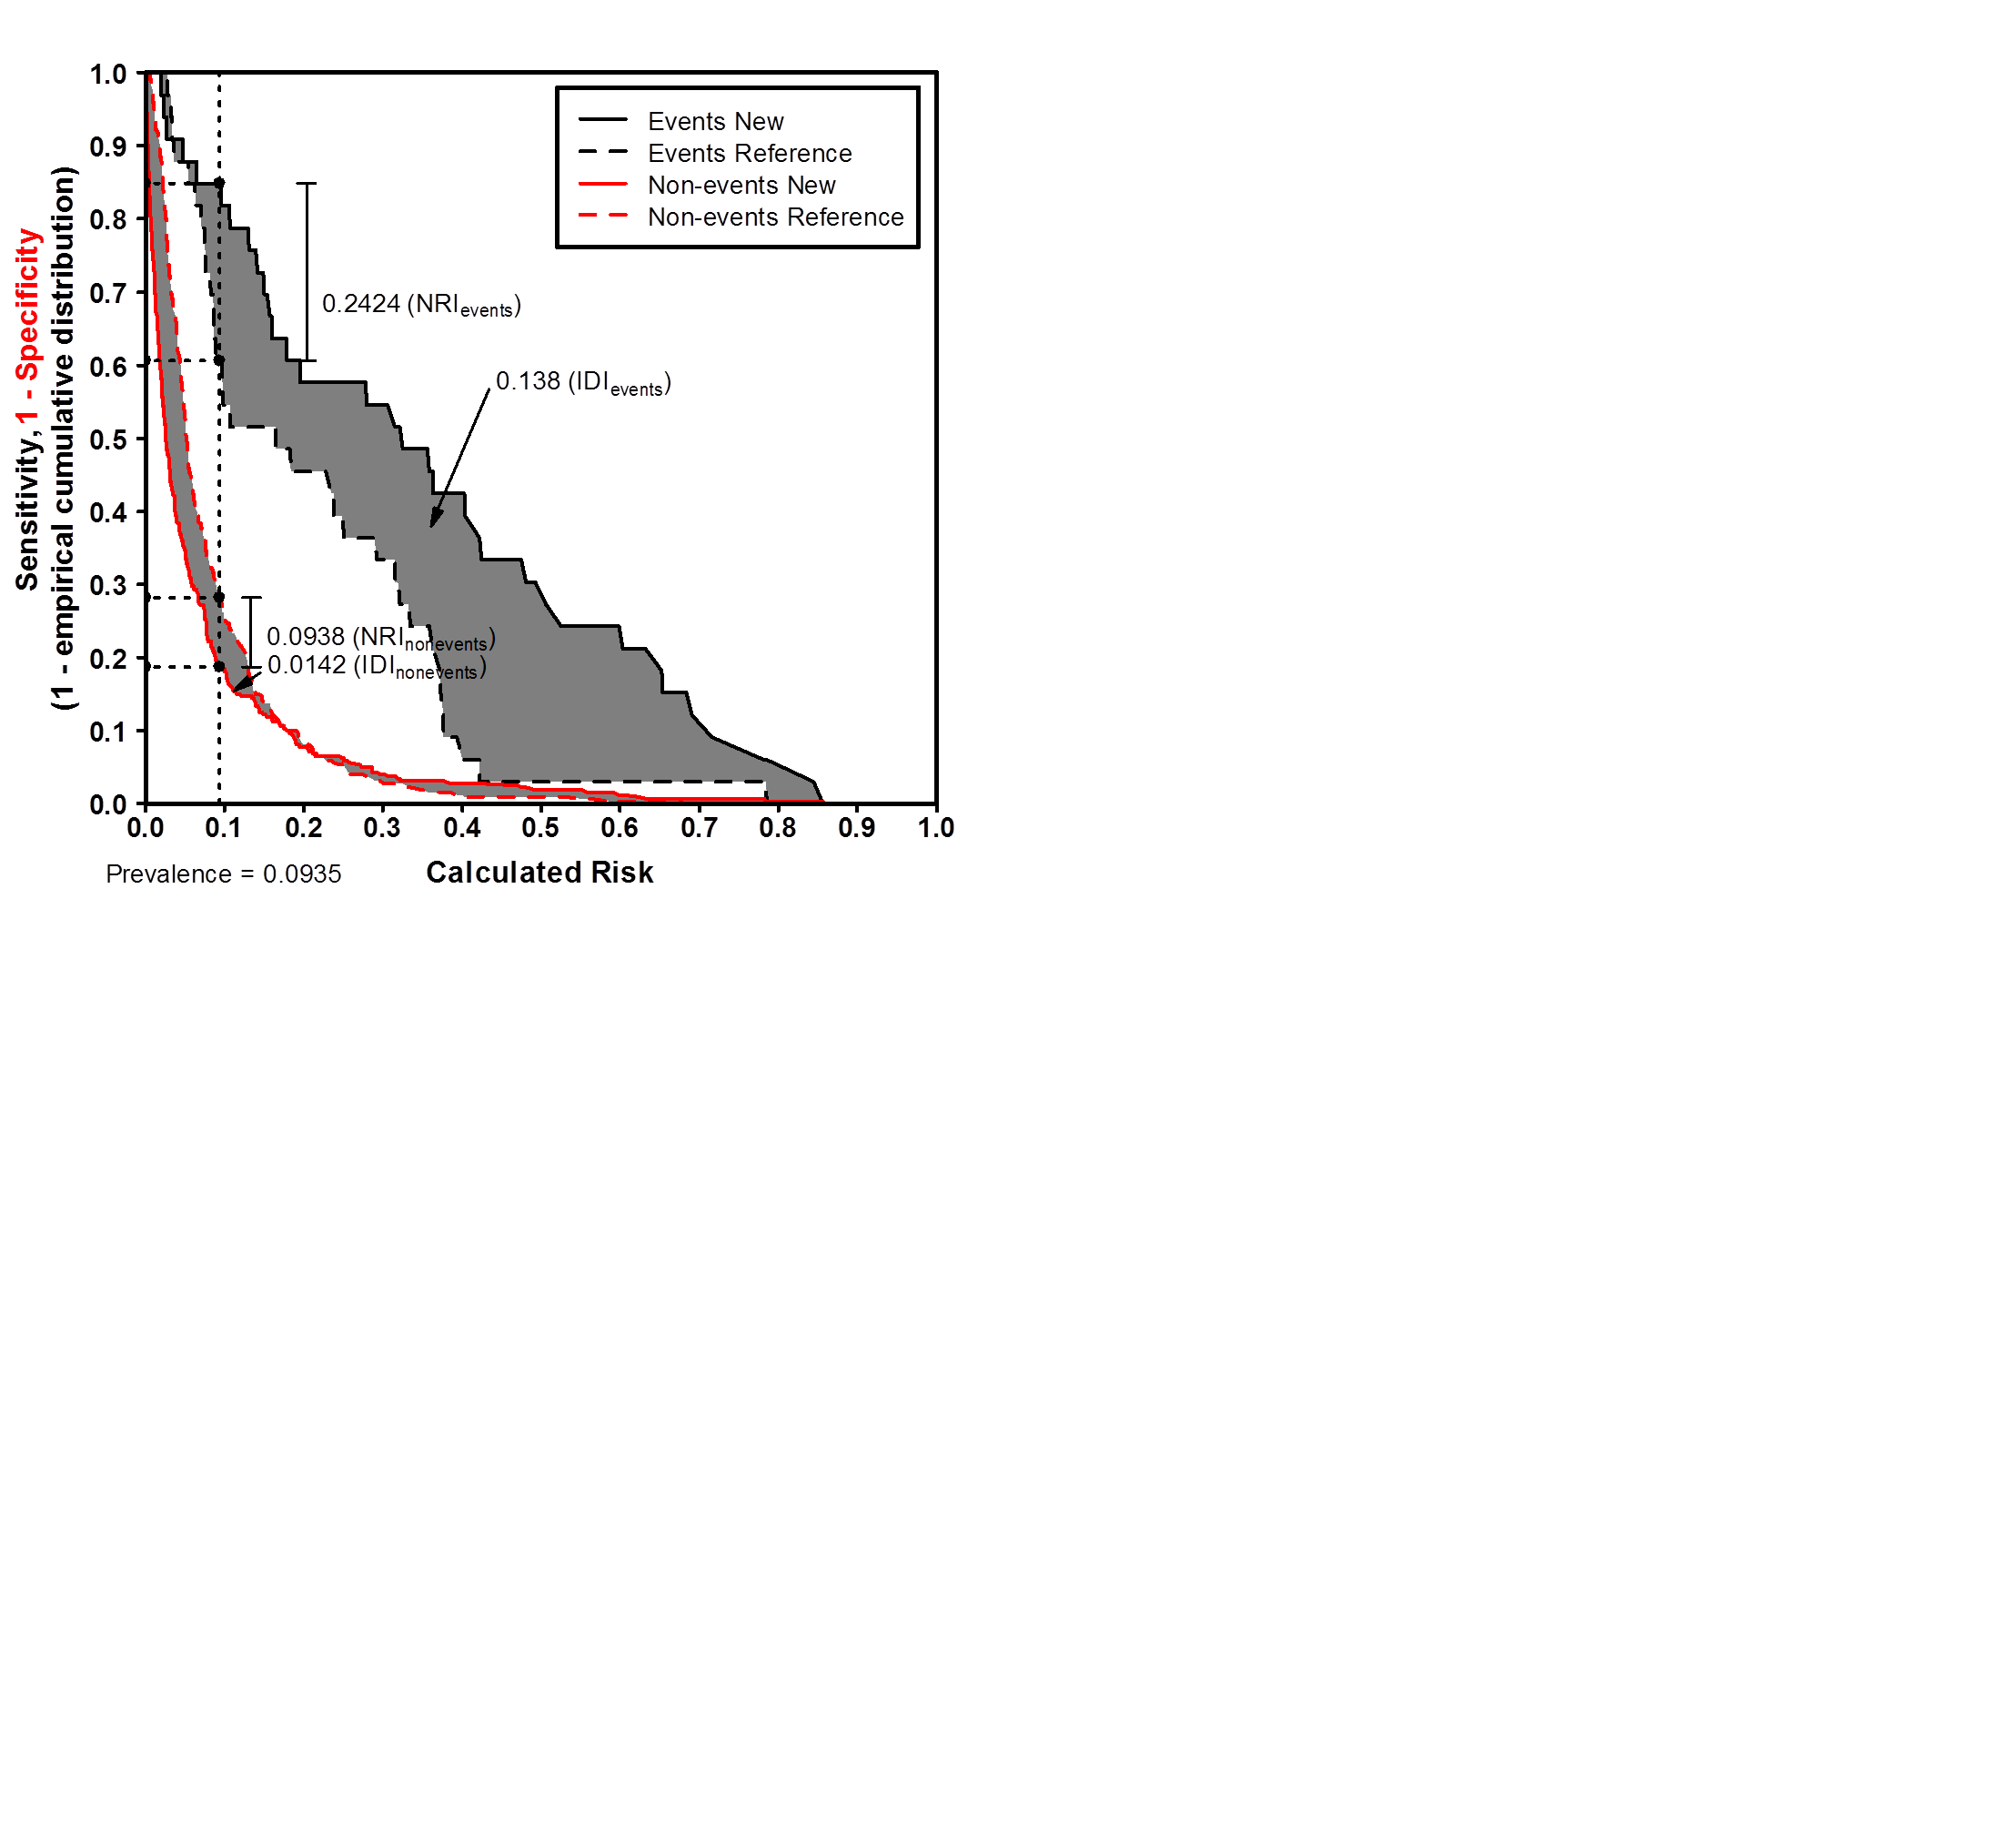 Sensitivity, 1 - Specificity
(1 - empirical cumulative distribution)
1.0
0.9
0.8
0.7
0.6
0.5
0.4
0.3
0.2
0.1
0.0
Events New
Events Reference
Non-events New
Non-events Reference
0.2424 (NRIevents)
0.138 (IDIevents)
0.0938 (NRInonevents)
0.0142 (IDInonevents)
0.0 0.1 0.2 0.3 0.4 0.5 0.6 0.7 0.8 0.9 1.0
Prevalence = 0.0935
Calculated Risk